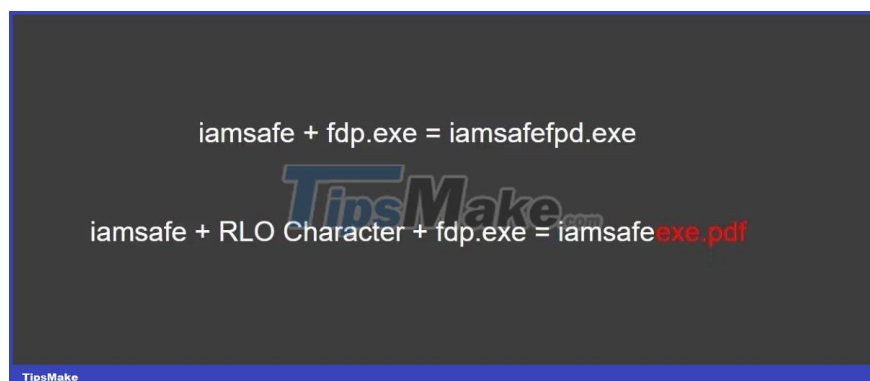 iamsafe + fdp.exe = iamsafefpd.exe
TipsMake.com
iamsafe + RLO Character + fdp.exe = iamsafeexe.pdf
TipsMake